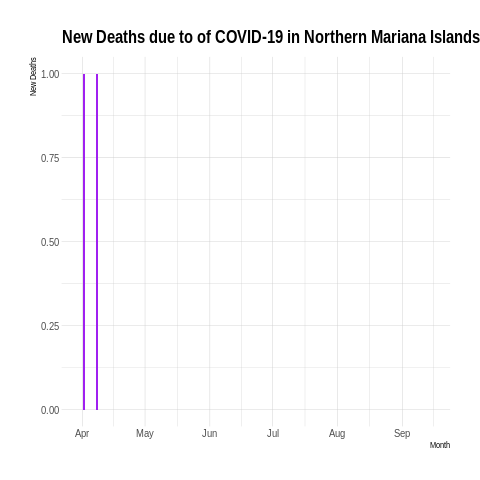 New Deaths due to of COVID-19 in Northern Mariana Islands
New Deaths
1.00
0.75
0.50
0.25
0.00
Apr May Jun Jul Aug Sep
Month